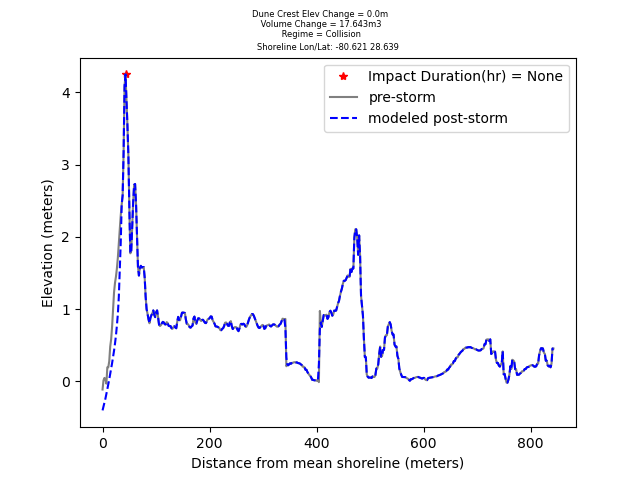 Dune Crest Elev Change = 0.0m
Volume Change = 17.643m3
Regime = Collision
Shoreline Lon/Lat: -80.621 28.639
Impact Duration(hr) = None
pre-storm
modeled post-storm
Elevation (meters)
4
3
2
1
0
0 200 400 600 800
Distance from mean shoreline (meters)